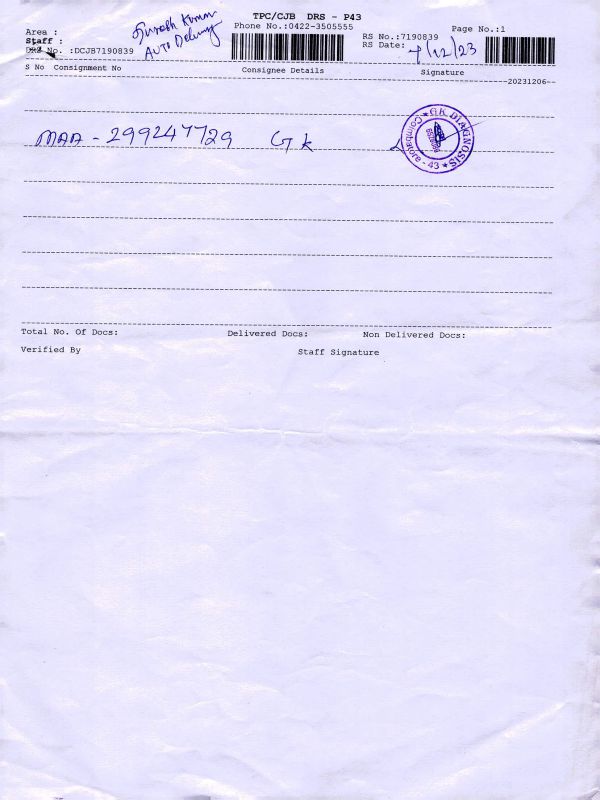 TPC/CJB DRS - P43
Phone No.:0422-3505555
Area :
Staff :
DRS No. :DCJB7190839
Suresh Kumar
AUTO Delivery
RS No.:7190839
RS Date: 7/12/23
Page No.:1
S No Consignment No Consignee Details Signature
20231206
MAA - 299247729 GK
G.K DIAGNOSIS
Coimbatore - 43
Total No. Of Docs: Delivered Docs: Non Delivered Docs:
Verified By Staff Signature